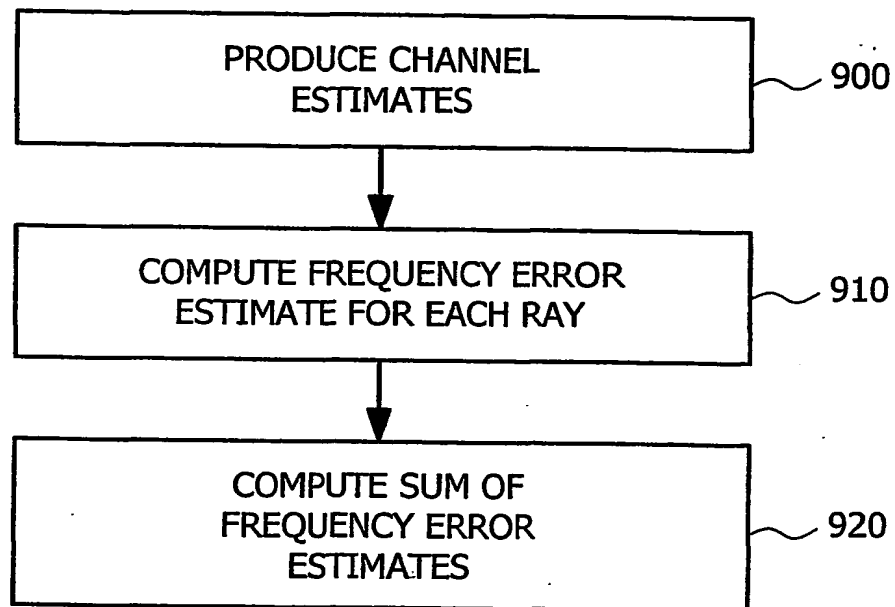 PRODUCE CHANNEL
ESTIMATES
900
COMPUTE FREQUENCY ERROR
ESTIMATE FOR EACH RAY
910
COMPUTE SUM OF
FREQUENCY ERROR
ESTIMATES
920